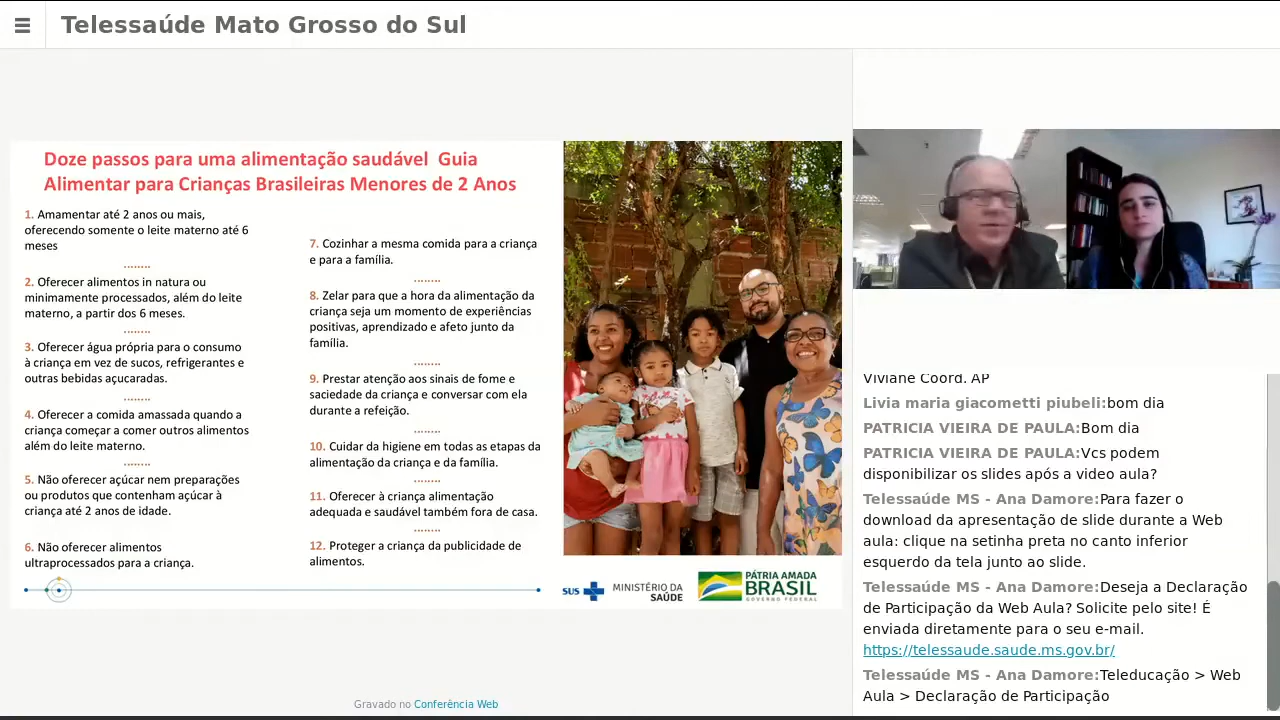 Telessaúde Mato Grosso do Sul
Doze passos para uma alimentação saudável Guia
Alimentar para Crianças Brasileiras Menores de 2 Anos
1. Amamentar até 2 anos ou mais,
oferecendo somente o leite materno até 6
meses
........
2. Oferecer alimentos in natura ou
minimamente processados, além do leite
materno, a partir dos 6 meses.
........
3. Oferecer água própria para o consumo
à criança em vez de sucos, refrigerantes e
outras bebidas açucaradas.
........
4. Oferecer a comida amassada quando a
criança começar a comer outros alimentos
além do leite materno.
........
5. Não oferecer açúcar nem preparações
ou produtos que contenham açúcar à
criança até 2 anos de idade.
6. Não oferecer alimentos
ultraprocessados para a criança.
7. Cozinhar a mesma comida para a criança
e para a família.
........
8. Zelar para que a hora da alimentação da
criança seja um momento de experiências
positivas, aprendizado e afeto junto da
família.
........
9. Prestar atenção aos sinais de fome e
saciedade da criança e conversar com ela
durante a refeição.
........
10. Cuidar da higiene em todas as etapas da
alimentação da criança e da família.
........
11. Oferecer à criança alimentação
adequada e saudável também fora de casa.
........
12. Proteger a criança da publicidade de
alimentos.
SUS
MINISTÉRIO DA
SAÚDE
PÁTRIA AMADA
BRASIL
GOVERNO FEDERAL
Gravado no Conferência Web
Viviane Coord. AP
Livia maria giacometti piubeli:bom dia
PATRICIA VIEIRA DE PAULA:Bom dia
PATRICIA VIEIRA DE PAULA:Vcs podem
disponibilizar os slides após a video aula?
Telessaúde MS - Ana Damore:Para fazer o
download da apresentação de slide durante a Web
aula: clique na setinha preta no canto inferior
esquerdo da tela junto ao slide.
Telessaúde MS - Ana Damore:Deseja a Declaração
de Participação da Web Aula? Solicite pelo site! É
enviada diretamente para o seu e-mail.
https://telessaude.saude.ms.gov.br/
Telessaúde MS - Ana Damore:Teleducação > Web
Aula > Declaração de Participação